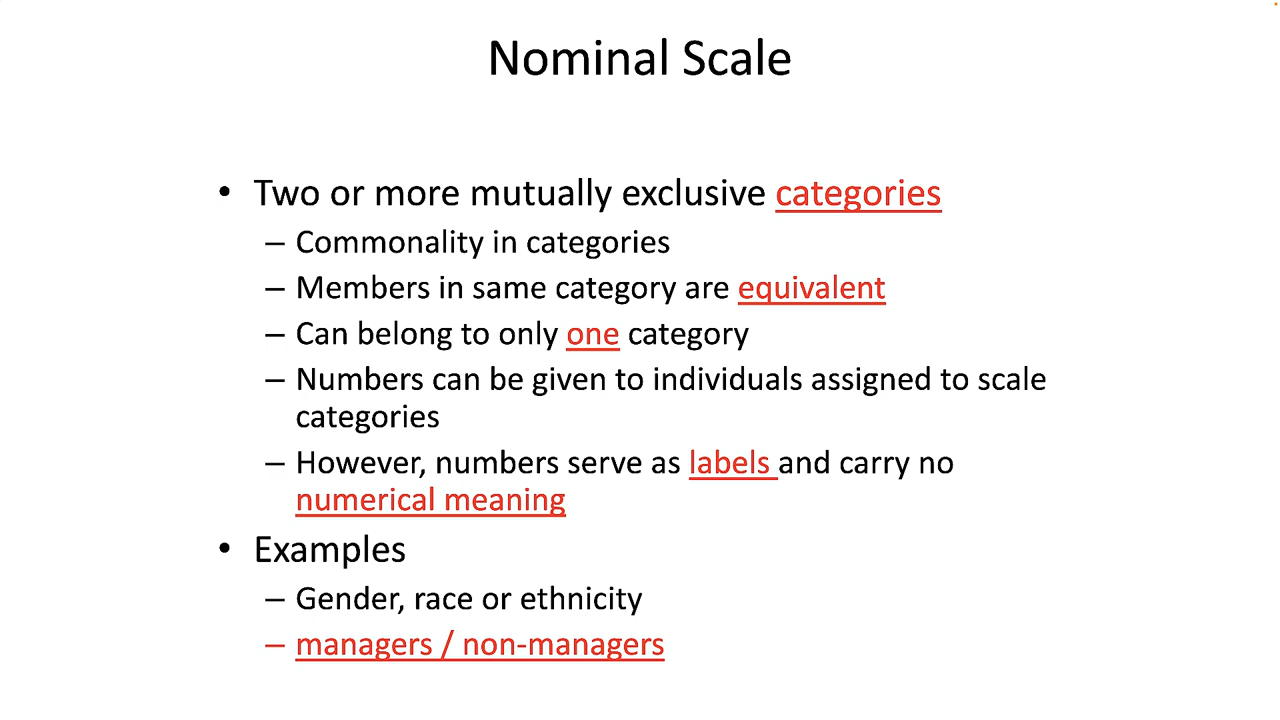 Nominal Scale
• Two or more mutually exclusive categories
– Commonality in categories
– Members in same category are equivalent
– Can belong to only one category
– Numbers can be given to individuals assigned to scale
categories
– However, numbers serve as labels and carry no
numerical meaning
• Examples
– Gender, race or ethnicity
– managers / non-managers